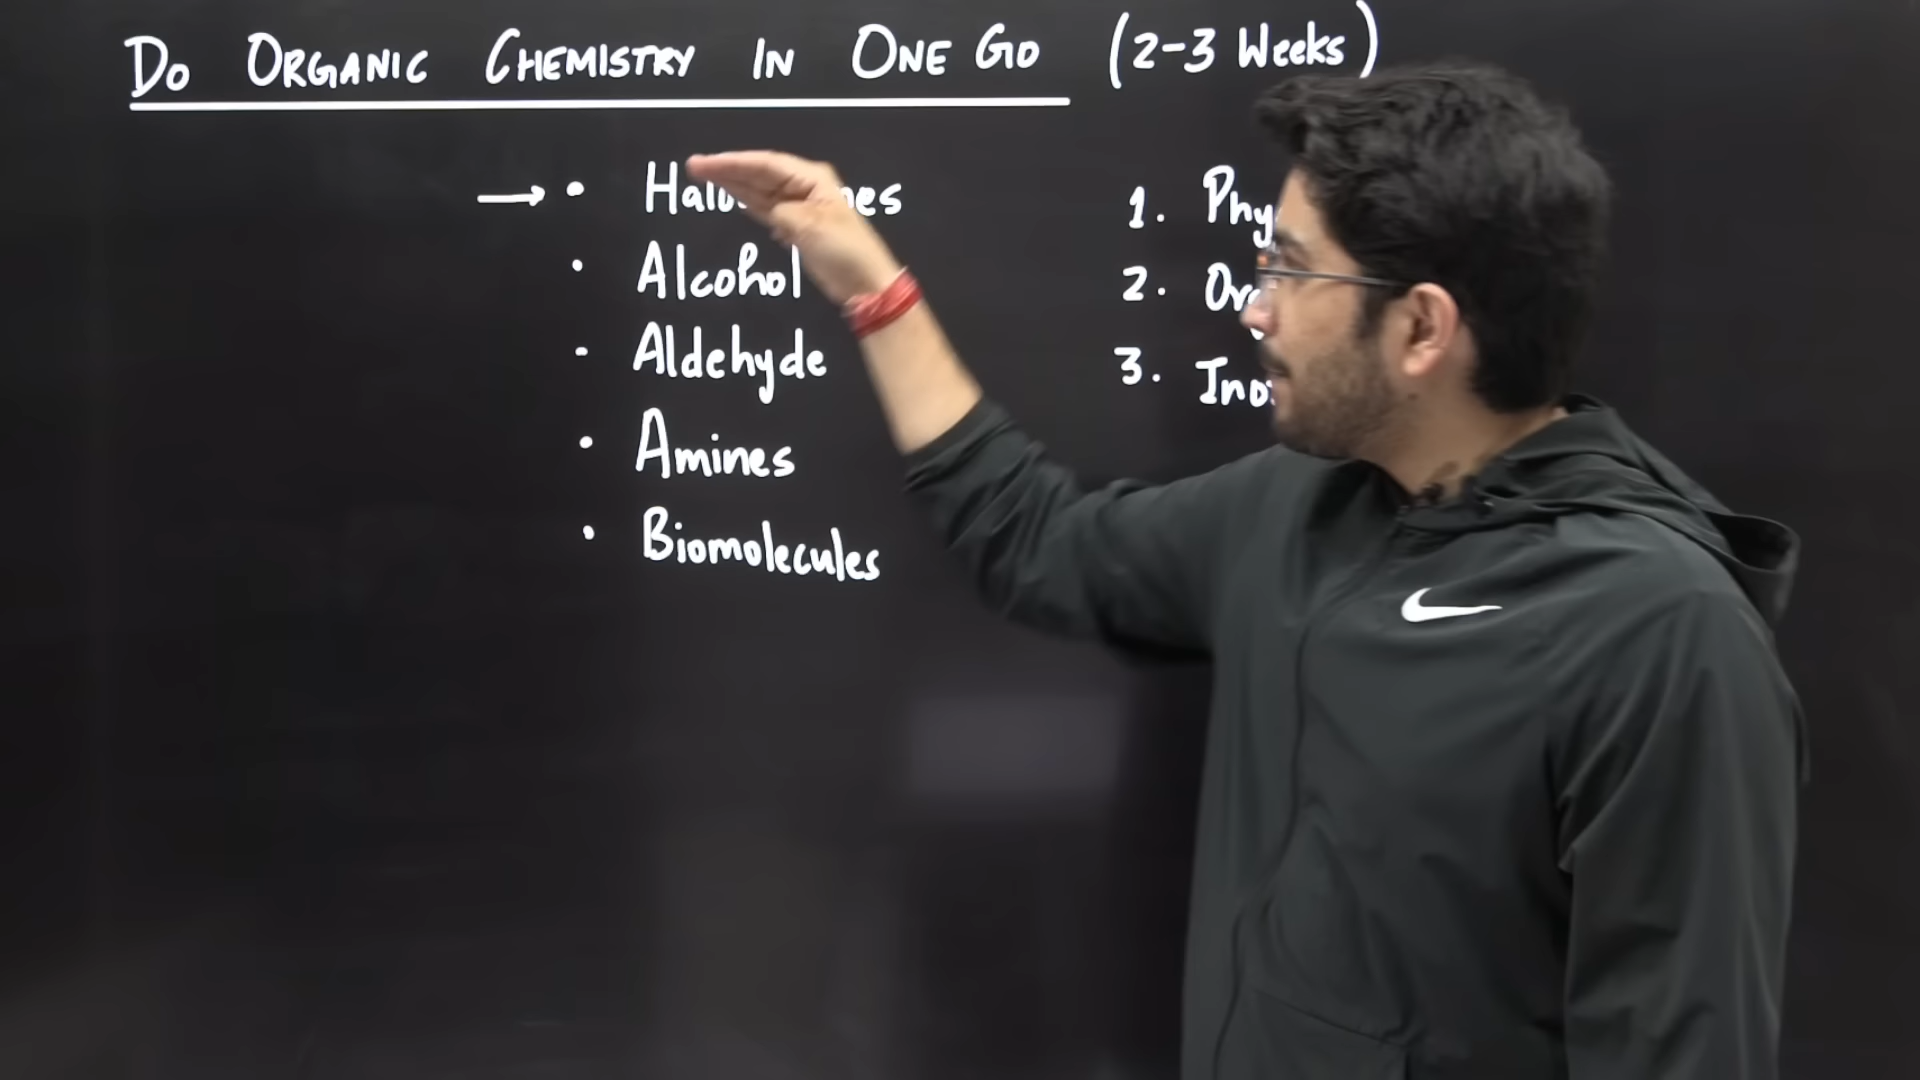 Do ORGANIC CHEMISTRY IN ONE GO (2-3 Weeks)
Alcohol
Aldehyde
Amines
Biomolecules
1.
2.
3.